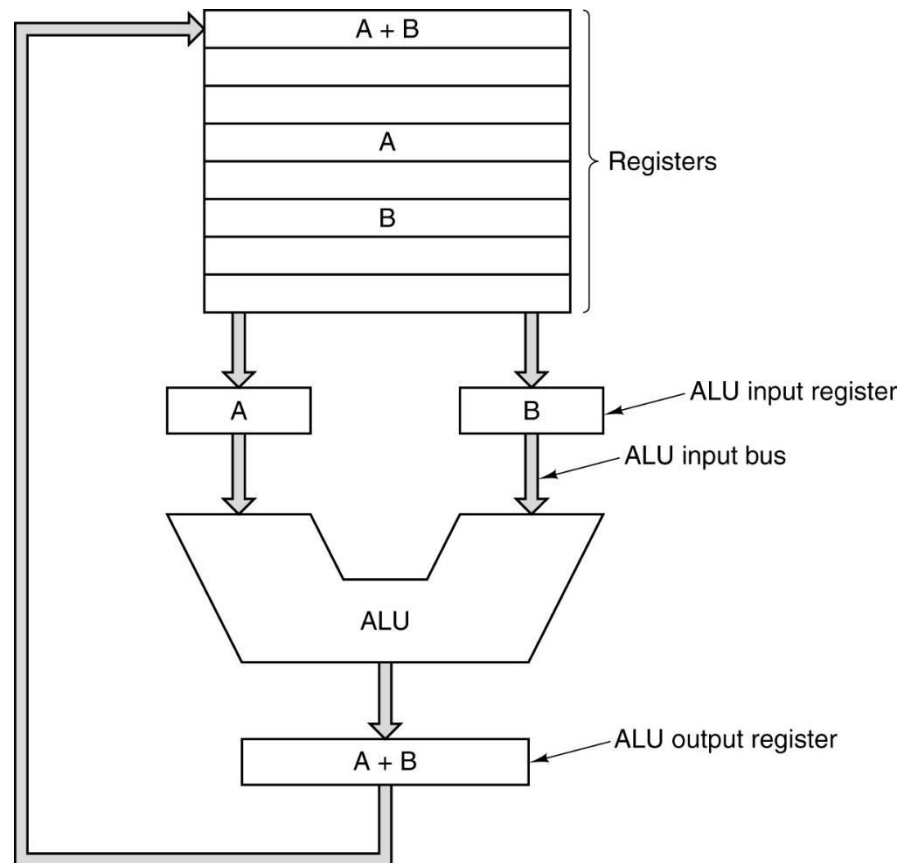 A + B
A
Registers
B
A
B
ALU input register
ALU input bus
ALU
ALU output register
A + B